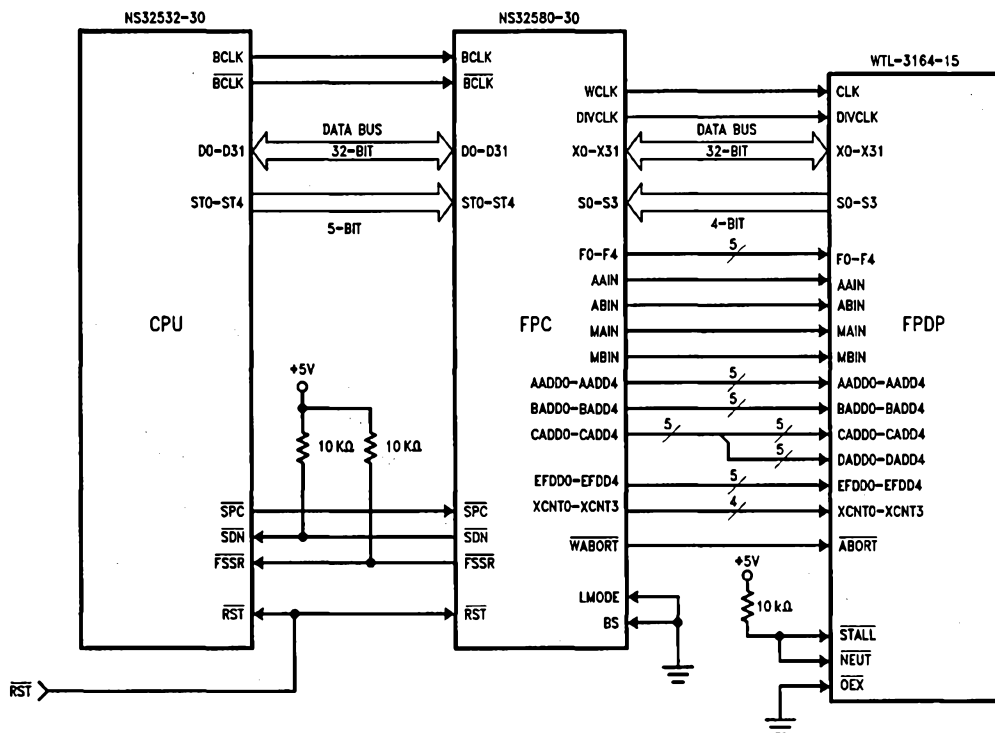 NS32532-30
NS32580-30
WTL-3164-15
BCLK
BCLK
BCLK
BCLK
WCLK
CLK
DIVCLK
DIVCLK
DATA BUS
32-BIT
D0-D31
D0-D31
DATA BUS
32-BIT
X0-X31
X0-X31
ST0-ST4
5-BIT
ST0-ST4
S0-S3
4-BIT
S0-S3
F0-F4
5
F0-F4
AAIN
AAIN
ABIN
ABIN
CPU
FPC
FPDP
MAIN
MAIN
MBIN
MBIN
+5V
10 KΩ
10 KΩ
AADD0-AADD4
5
AADD0-AADD4
BADD0-BADD4
5
BADD0-BADD4
CADD0-CADD4
5
5
CADD0-CADD4
5
DADD0-DADD4
EFDD0-EFDD4
5
EFDD0-EFDD4
XCNT0-XCNT3
4
XCNT0-XCNT3
SPC
SPC
SDN
SDN
FSSR
FSSR
WABORT
ABORT
+5V
10 kΩ
LMODE
BS
RST
RST
STALL
NEUT
OEX
RST